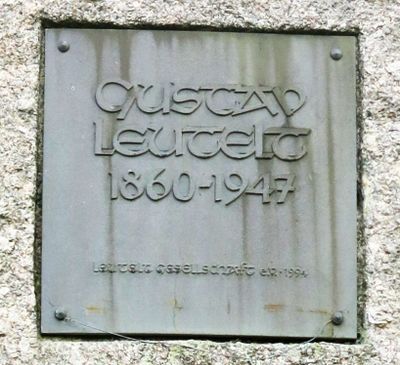 GUSTAV
LEUTELT
1860-1947
LEUTELT GESELLSCHAFT e.V. 1994